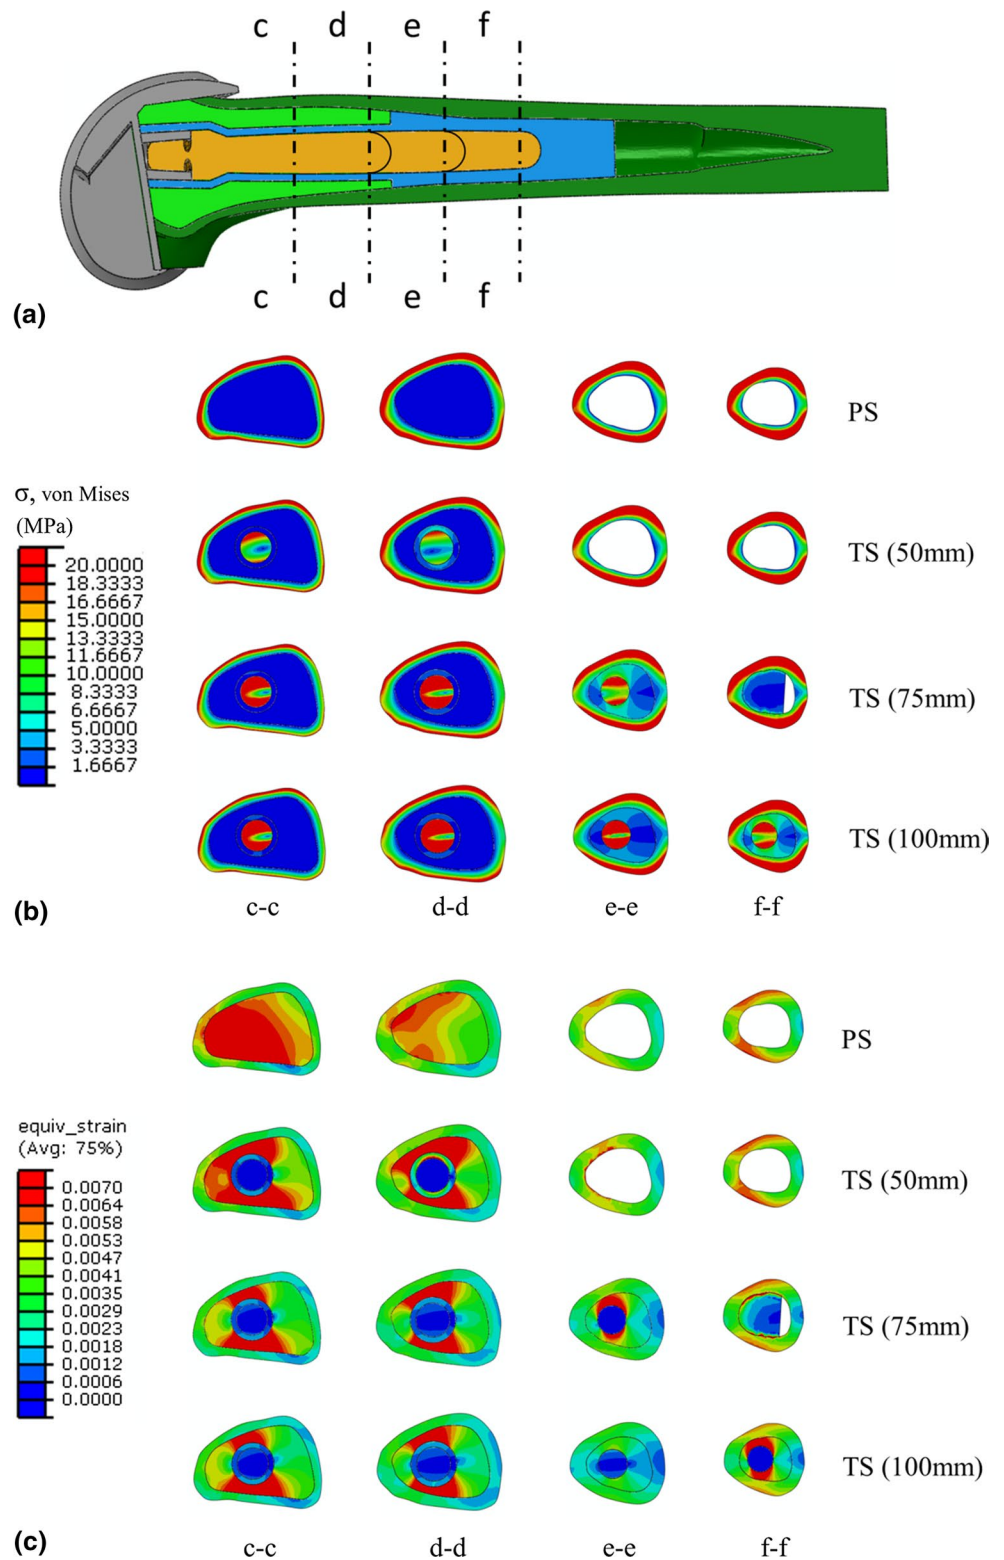 c d e f
c d e f
(a)
PS
σ, von Mises
(MPa)
TS (50mm)
20.0000
18.3333
16.6667
15.0000
13.3333
11.6667
10.0000
8.3333
6.6667
5.0000
3.3333
1.6667
TS (75mm)
TS (100mm)
(b)
c-c d-d e-e f-f
PS
equiv_strain
(Avg: 75%)
TS (50mm)
0.0070
0.0064
0.0058
0.0053
0.0047
0.0041
0.0035
0.0029
0.0023
0.0018
0.0012
0.0006
0.0000
TS (75mm)
TS (100mm)
(c)
c-c d-d e-e f-f